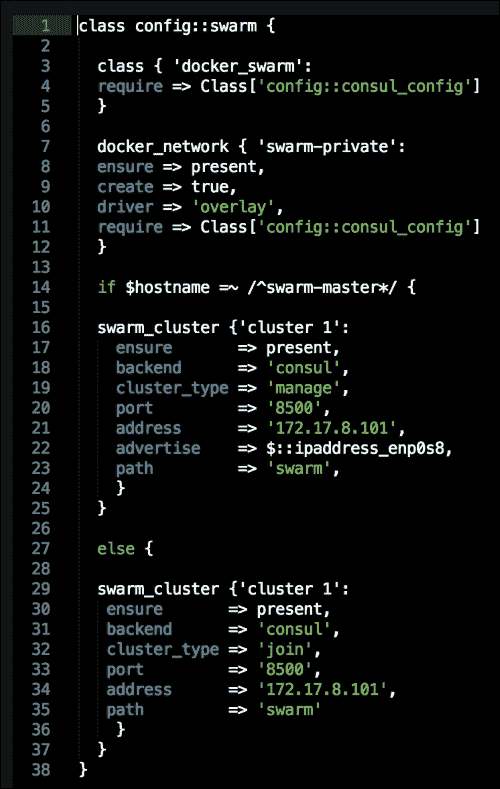 1 class config::swarm {
2
3   class { 'docker_swarm':
4   require => Class['config::consul_config']
5   }
6
7   docker_network { 'swarm-private':
8   ensure => present,
9   create => true,
10   driver => 'overlay',
11   require => Class['config::consul_config']
12   }
13
14   if $hostname =~ /^swarm-master*/ {
15
16   swarm_cluster {'cluster 1':
17     ensure       => present,
18     backend      => 'consul',
19     cluster_type => 'manage',
20     port         => '8500',
21     address      => '172.17.8.101',
22     advertise    => $::ipaddress_enp0s8,
23     path         => 'swarm',
24     }
25   }
26
27   else {
28
29   swarm_cluster {'cluster 1':
30    ensure       => present,
31    backend      => 'consul',
32    cluster_type => 'join',
33    port         => '8500',
34    address      => '172.17.8.101',
35    path         => 'swarm'
36     }
37   }
38 }